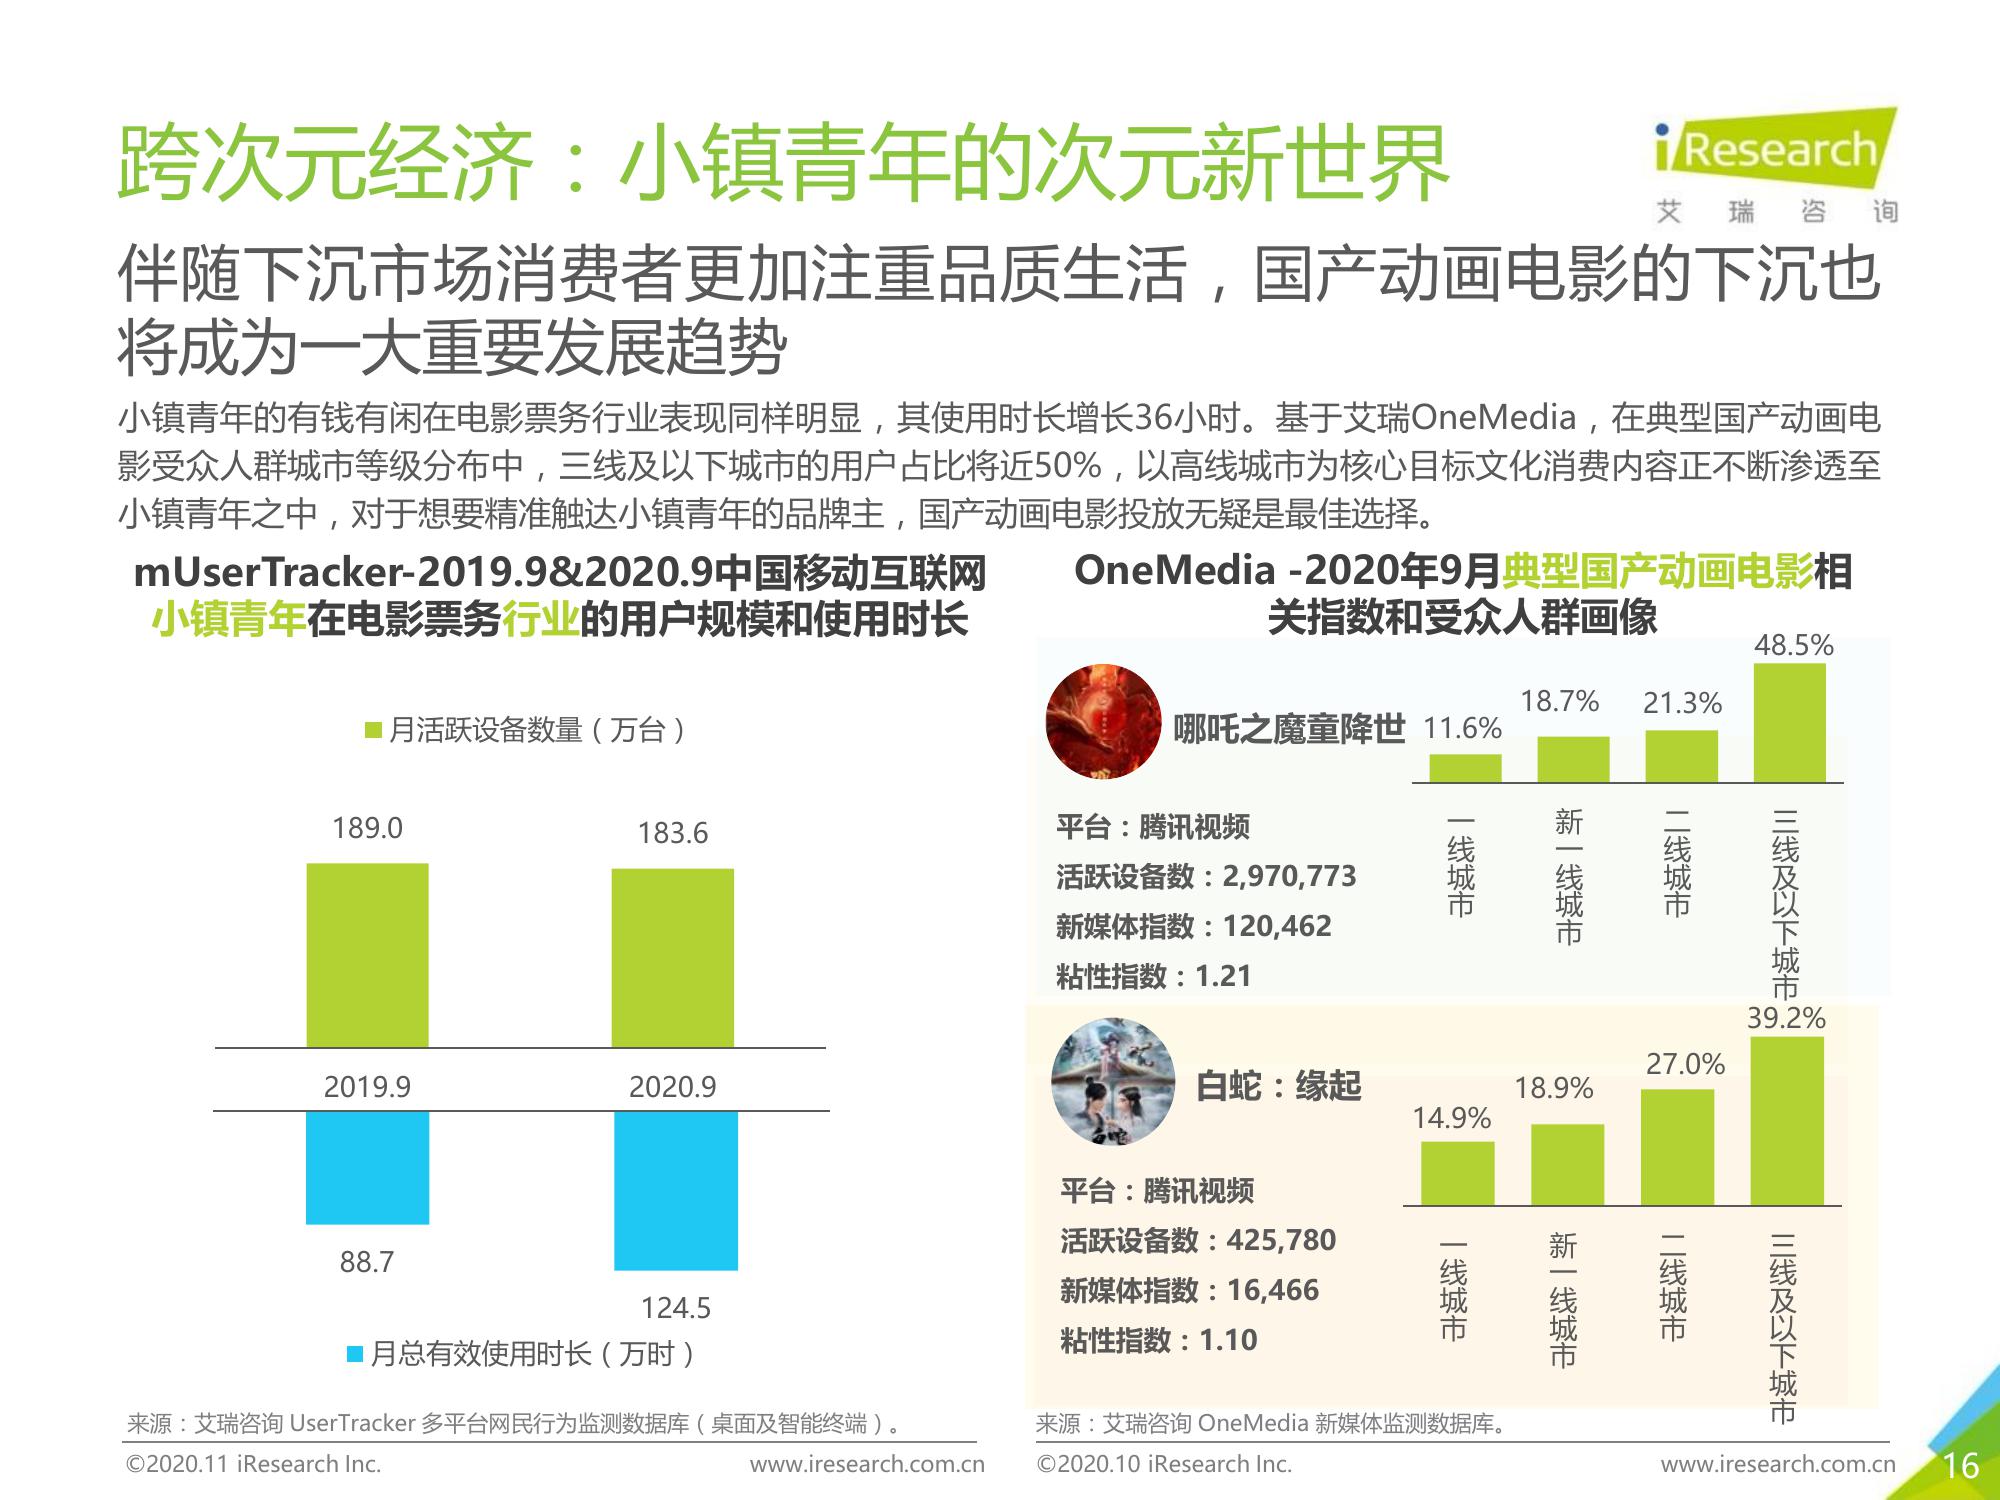 跨次元经济：小镇青年的次元新世界
iResearch
艾瑞咨询
伴随下沉市场消费者更加注重品质生活，国产动画电影的下沉也
将成为一大重要发展趋势
小镇青年的有钱有闲在电影票务行业表现同样明显，其使用时长增长36小时。基于艾瑞OneMedia，在典型国产动画电
影受众人群城市等级分布中，三线及以下城市的用户占比将近50%，以高线城市为核心目标文化消费内容正不断渗透至
小镇青年之中，对于想要精准触达小镇青年的品牌主，国产动画电影投放无疑是最佳选择。
mUserTracker-2019.9&2020.9中国移动互联网
小镇青年在电影票务行业的用户规模和使用时长
月活跃设备数量（万台）
189.0
183.6
2019.9
2020.9
88.7
124.5
月总有效使用时长（万时）
来源：艾瑞咨询 UserTracker 多平台网民行为监测数据库（桌面及智能终端）。
©2020.11 iResearch Inc.
www.iresearch.com.cn
OneMedia -2020年9月典型国产动画电影相
关指数和受众人群画像
哪吒之魔童降世
11.6%
18.7%
21.3%
48.5%
一线城市
新一线城市
二线城市
三线及以下城市
平台：腾讯视频
活跃设备数：2,970,773
新媒体指数：120,462
粘性指数：1.21
白蛇：缘起
14.9%
18.9%
27.0%
39.2%
一线城市
新一线城市
二线城市
三线及以下城市
平台：腾讯视频
活跃设备数：425,780
新媒体指数：16,466
粘性指数：1.10
来源：艾瑞咨询 OneMedia 新媒体监测数据库。
©2020.10 iResearch Inc.
www.iresearch.com.cn
16